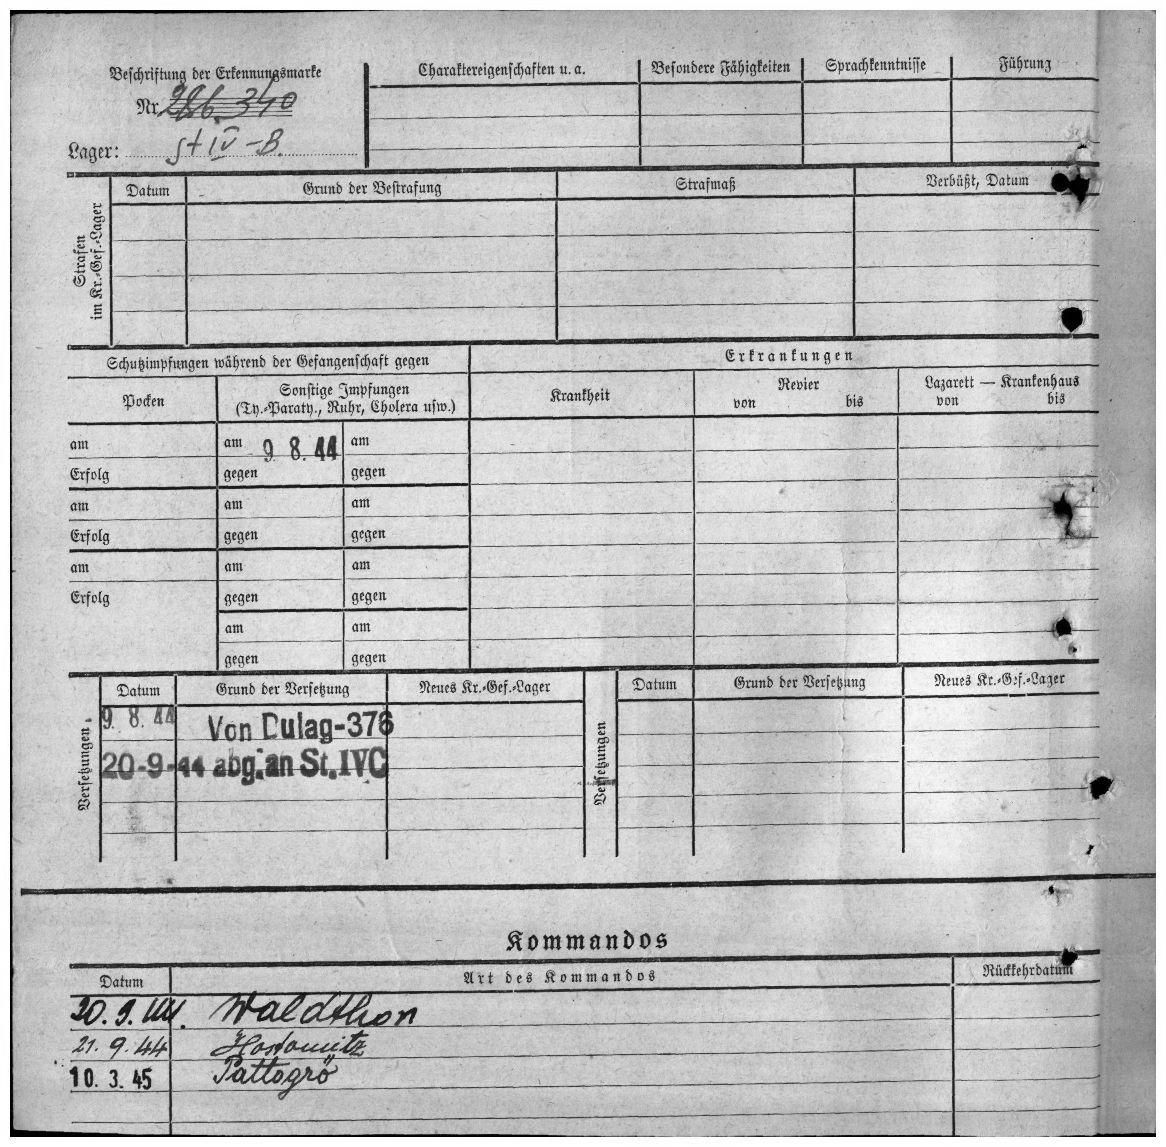 Beschriftung der Erkennungsmarke
Nr. 286.340
Lager: St IV-B.
Charaktereigenschaften u. a.
Besondere Fähigkeiten
Sprachkenntnisse
Führung
Strafen
im Kr.-Gef.-Lager
Datum
Grund der Bestrafung
Strafmaß
Verbüßt, Datum
Schutzimpfungen während der Gefangenschaft gegen
Erkrankungen
Pocken
Sonstige Impfungen
(Ty.-Paraty., Ruhr, Cholera usw.)
Krankheit
Revier
von bis
Lazarett — Krankenhaus
von bis
am am 9. 8. 44 am
Erfolg gegen gegen
am am am
Erfolg gegen gegen
am am am
Erfolg gegen gegen
am am
gegen gegen
Versetzungen
Datum Grund der Versetzung Neues Kr.-Gef.-Lager
9. 8. 44 Von Dulag-376
20-9-44 abg. an St. IVC
Versetzungen
Datum Grund der Versetzung Neues Kr.-Gef.-Lager
Kommandos
Datum Art des Kommandos Rückkehrdatum
20. 9. 44. Waldthon
21. 9. 44 Hostomitz
10. 3. 45 Pattogrö